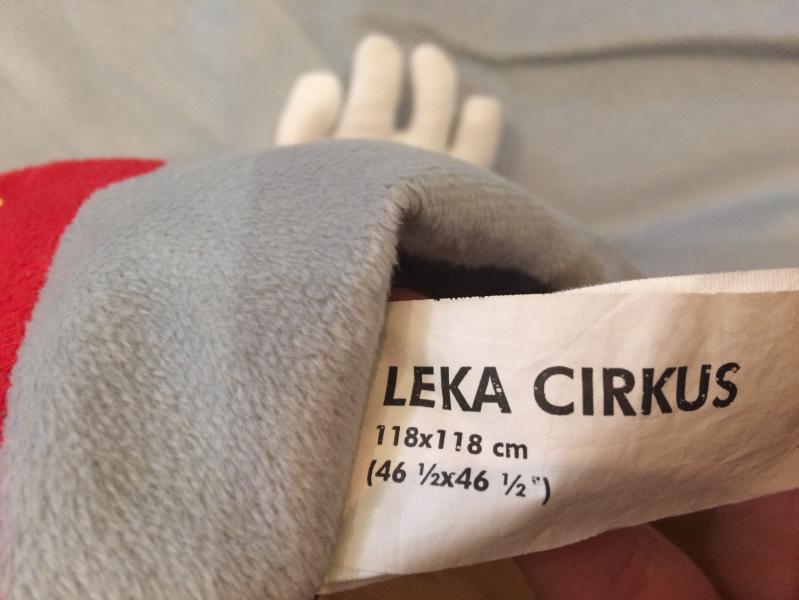 LEKA CIRKUS
118x118 cm
(46 ½x46 ½")